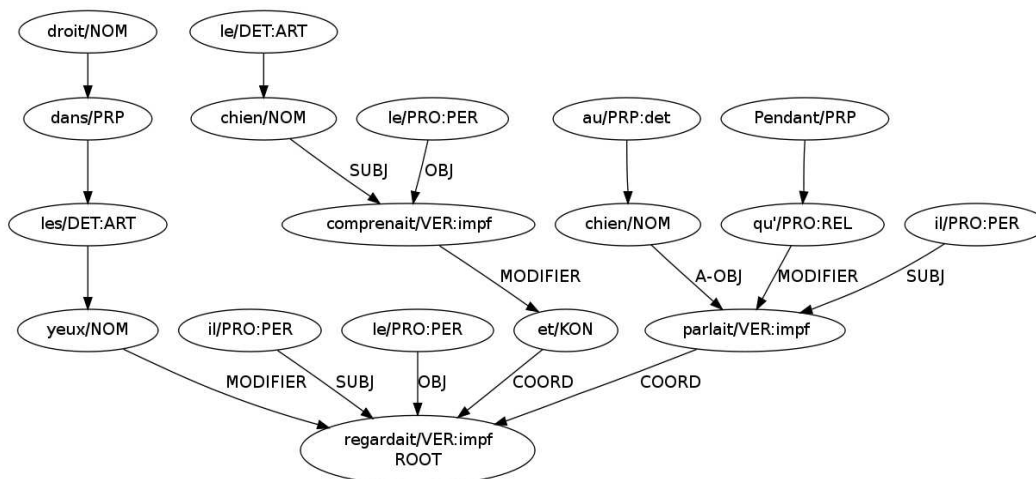 droit/NOM
le/DET:ART
dans/PRP
chien/NOM
le/PRO:PER
au/PRP:det
Pendant/PRP
SUBJ
OBJ
les/DET:ART
comprenait/VER:impf
chien/NOM
qu'/PRO:REL
il/PRO:PER
MODIFIER
A-OBJ
MODIFIER
SUBJ
yeux/NOM
il/PRO:PER
le/PRO:PER
et/KON
parlait/VER:impf
MODIFIER
SUBJ
OBJ
COORD
COORD
regardait/VER:impf
ROOT